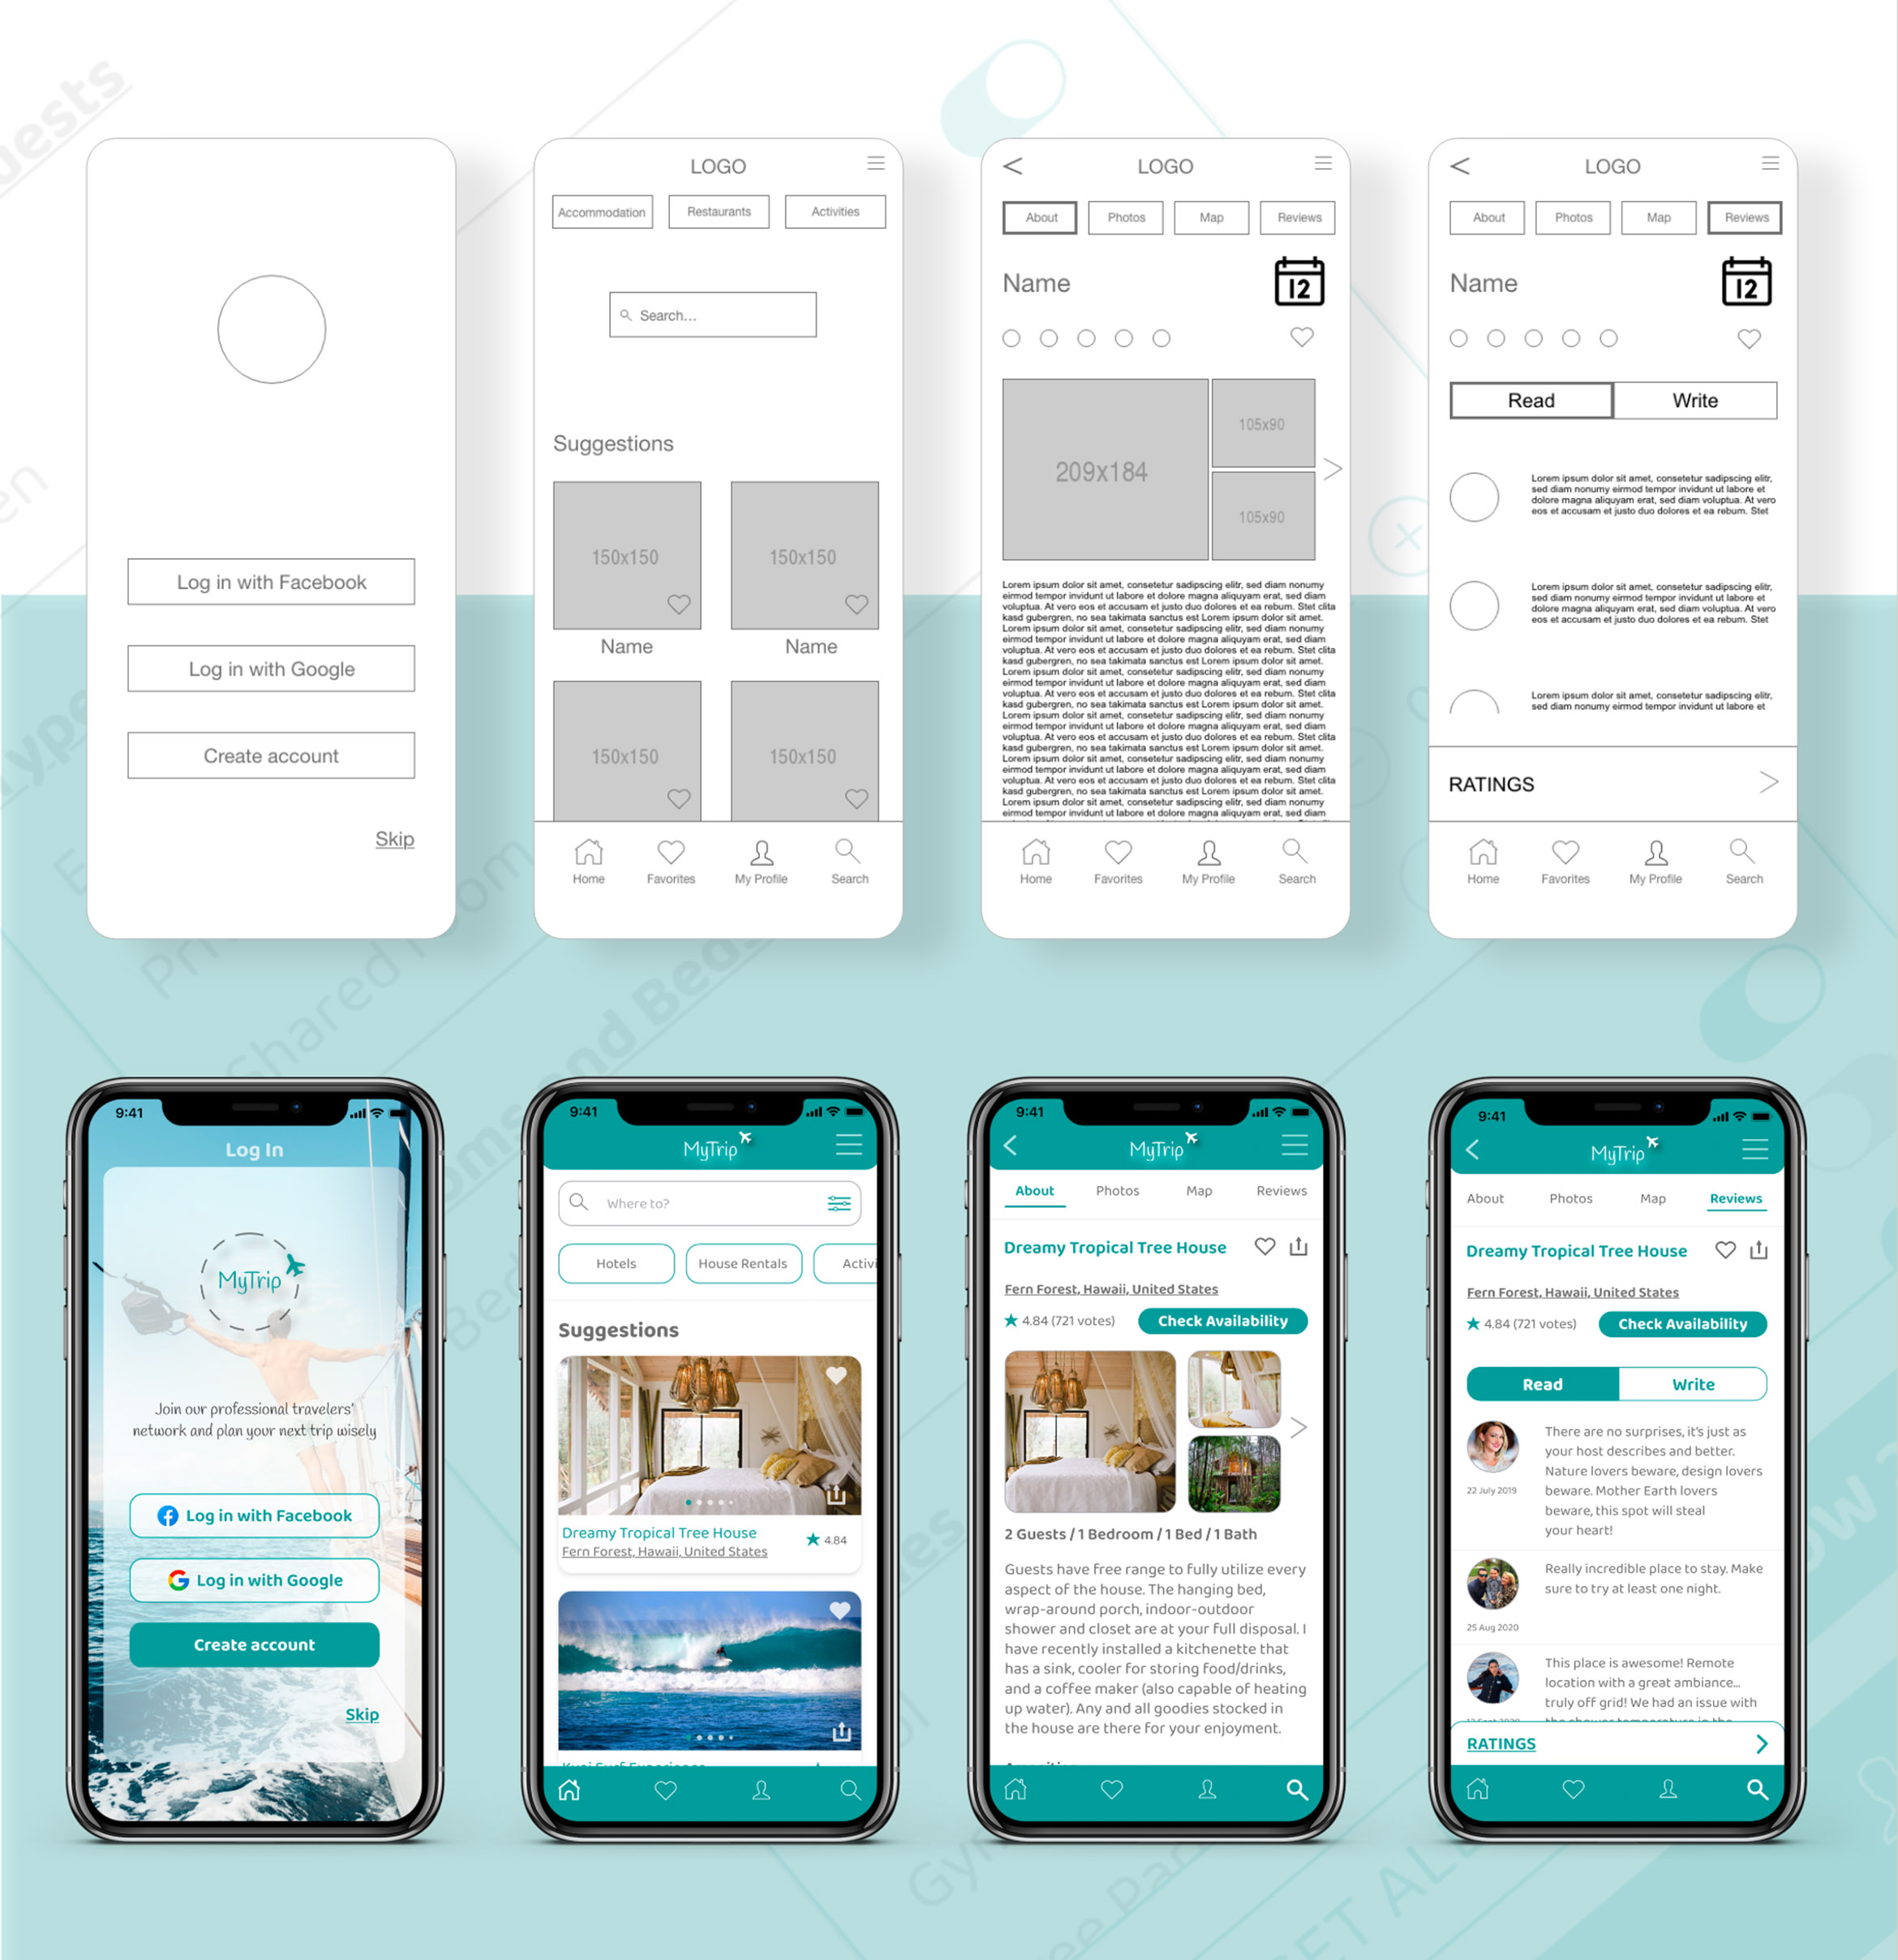 uests
LOGO
Accommodation
Restaurants
Activities
Search...
Suggestions
150x150
150x150
Name
Name
150x150
150x150
Home
Favorites
My Profile
Search
Log in with Facebook
Log in with Google
Create account
Skip
LOGO
About
Photos
Map
Reviews
Name
12
209x184
105x90
105x90
Lorem ipsum dolor sit amet, consetetur sadipscing elitr, sed diam nonumy
eirmod tempor invidunt ut labore et dolore magna aliquyam erat, sed diam
voluptua. At vero eos et accusam et justo duo dolores et ea rebum. Stet clita
kasd gubergren, no sea takimata sanctus est Lorem ipsum dolor sit amet.
Lorem ipsum dolor sit amet, consetetur sadipscing elitr, sed diam nonumy
eirmod tempor invidunt ut labore et dolore magna aliquyam erat, sed diam
voluptua. At vero eos et accusam et justo duo dolores et ea rebum. Stet clita
kasd gubergren, no sea takimata sanctus est Lorem ipsum dolor sit amet.
Lorem ipsum dolor sit amet, consetetur sadipscing elitr, sed diam nonumy
eirmod tempor invidunt ut labore et dolore magna aliquyam erat, sed diam
voluptua. At vero eos et accusam et justo duo dolores et ea rebum. Stet clita
kasd gubergren, no sea takimata sanctus est Lorem ipsum dolor sit amet.
Lorem ipsum dolor sit amet, consetetur sadipscing elitr, sed diam nonumy
eirmod tempor invidunt ut labore et dolore magna aliquyam erat, sed diam
voluptua. At vero eos et accusam et justo duo dolores et ea rebum. Stet clita
kasd gubergren, no sea takimata sanctus est Lorem ipsum dolor sit amet.
Lorem ipsum dolor sit amet, consetetur sadipscing elitr, sed diam nonumy
eirmod tempor invidunt ut labore et dolore magna aliquyam erat, sed diam
voluptua. At vero eos et accusam et justo duo dolores et ea rebum. Stet clita
kasd gubergren, no sea takimata sanctus est Lorem ipsum dolor sit amet.
Lorem ipsum dolor sit amet, consetetur sadipscing elitr, sed diam nonumy
eirmod tempor invidunt ut labore et dolore magna aliquyam erat, sed diam
Home
Favorites
My Profile
Search
LOGO
About
Photos
Map
Reviews
Name
12
Read
Write
Lorem ipsum dolor sit amet, consetetur sadipscing elitr,
sed diam nonumy eirmod tempor invidunt ut labore et
dolore magna aliquyam erat, sed diam voluptua. At vero
eos et accusam et justo duo dolores et ea rebum. Stet
Lorem ipsum dolor sit amet, consetetur sadipscing elitr,
sed diam nonumy eirmod tempor invidunt ut labore et
dolore magna aliquyam erat, sed diam voluptua. At vero
eos et accusam et justo duo dolores et ea rebum. Stet
Lorem ipsum dolor sit amet, consetetur sadipscing elitr,
sed diam nonumy eirmod tempor invidunt ut labore et
RATINGS
Home
Favorites
My Profile
Search
9:41
Log In
MyTrip
Join our professional travelers'
network and plan your next trip wisely
Log in with Facebook
Log in with Google
Create account
Skip
9:41
MyTrip
Where to?
Hotels
House Rentals
Activi
Suggestions
Dreamy Tropical Tree House
4.84
Fern Forest, Hawaii, United States
9:41
MyTrip
About
Photos
Map
Reviews
Dreamy Tropical Tree House
Fern Forest, Hawaii, United States
4.84 (721 votes)
Check Availability
2 Guests / 1 Bedroom / 1 Bed / 1 Bath
Guests have free range to fully utilize every
aspect of the house. The hanging bed,
wrap-around porch, indoor-outdoor
shower and closet are at your full disposal. I
have recently installed a kitchenette that
has a sink, cooler for storing food/drinks,
and a coffee maker (also capable of heating
up water). Any and all goodies stocked in
the house are there for your enjoyment.
9:41
MyTrip
About
Photos
Map
Reviews
Dreamy Tropical Tree House
Fern Forest, Hawaii, United States
4.84 (721 votes)
Check Availability
Read
Write
There are no surprises, it's just as
your host describes and better.
Nature lovers beware, design lovers
beware. Mother Earth lovers
beware, this spot will steal
your heart!
22 July 2019
Really incredible place to stay. Make
sure to try at least one night.
25 Aug 2020
This place is awesome! Remote
location with a great ambiance...
truly off grid! We had an issue with
RATINGS